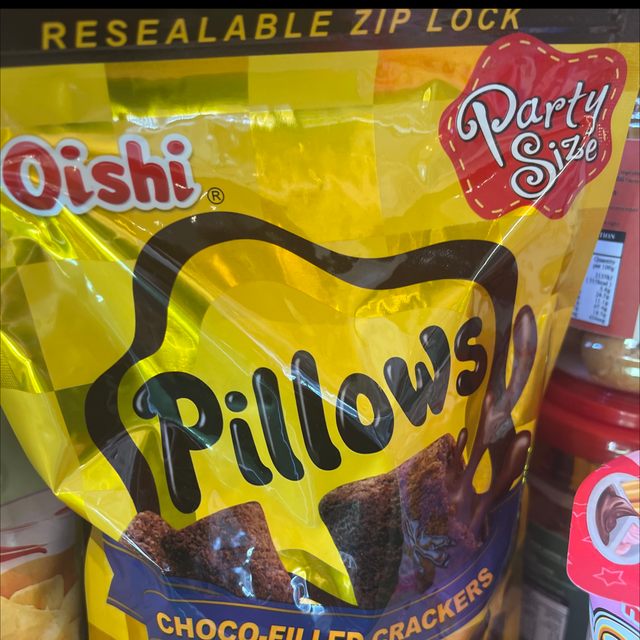 RESEALABLE ZIP LOCK
Party
Size
Oishi®
Pillows
CHOCO-FILLED CRACKERS